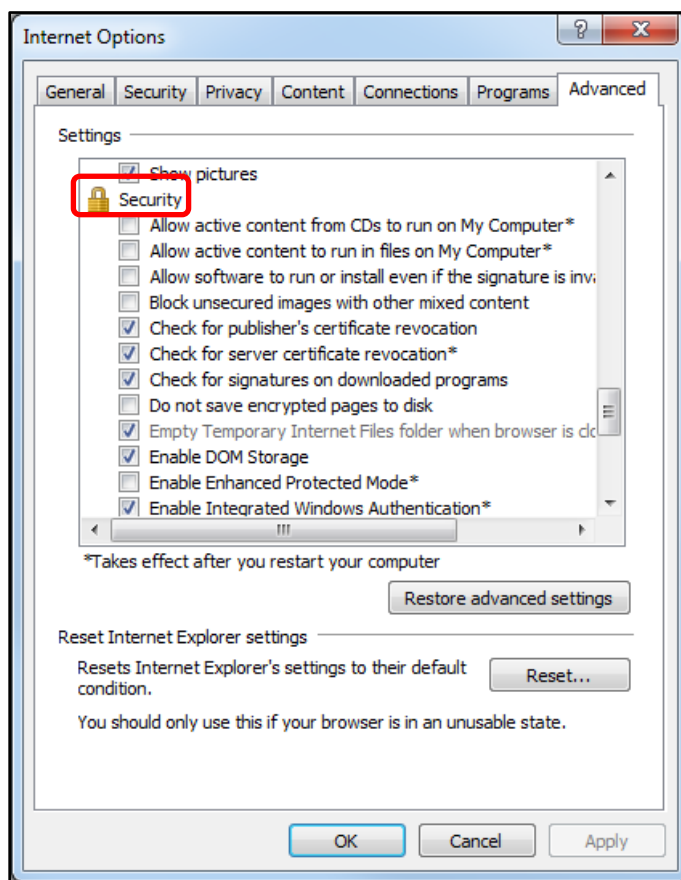 Internet Options
General Security Privacy Content Connections Programs Advanced
Settings
Show pictures
Security
Allow active content from CDs to run on My Computer*
Allow active content to run in files on My Computer*
Allow software to run or install even if the signature is inva
Block unsecured images with other mixed content
Check for publisher's certificate revocation
Check for server certificate revocation*
Check for signatures on downloaded programs
Do not save encrypted pages to disk
Empty Temporary Internet Files folder when browser is clo
Enable DOM Storage
Enable Enhanced Protected Mode*
Enable Integrated Windows Authentication*
*Takes effect after you restart your computer
Restore advanced settings
Reset Internet Explorer settings
Resets Internet Explorer's settings to their default
condition.
Reset...
You should only use this if your browser is in an unusable state.
OK Cancel Apply